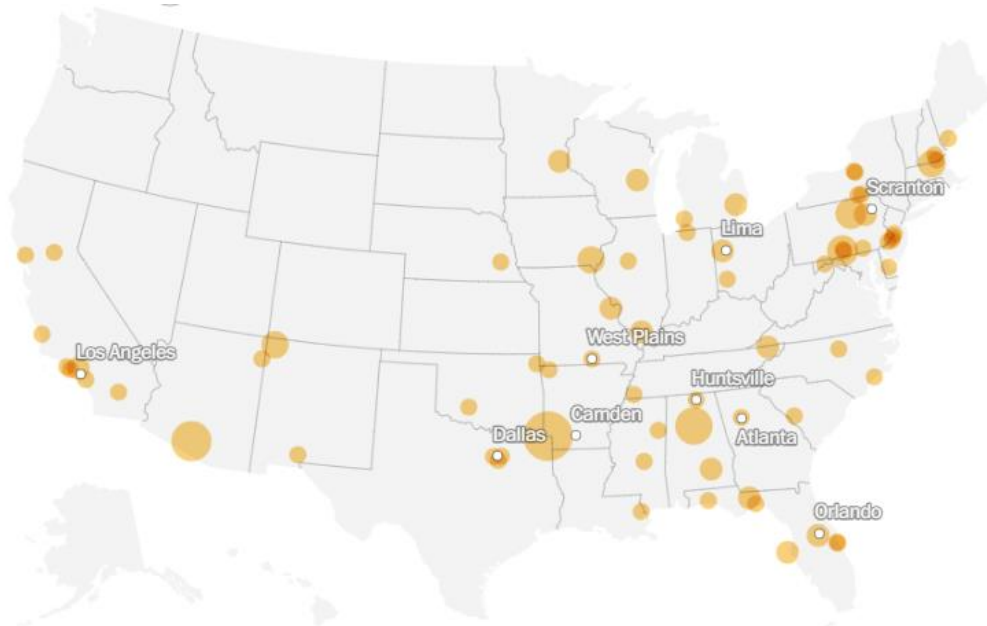 Scranton
Lima
West Plains
Los Angeles
Huntsville
Camden
Dallas
Atlanta
Orlando